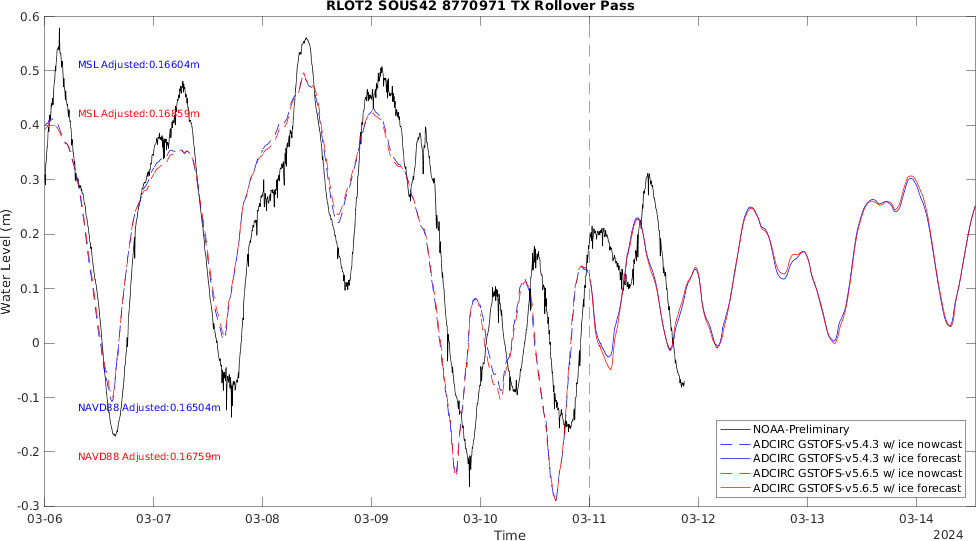 RLOT2 SOUS42 8770971 TX Rollover Pass
0.6
0.5
0.4
0.3
0.2
0.1
0
-0.1
-0.2
-0.3
Water Level (m)
MSL Adjusted:0.16604m
MSL Adjusted:0.16859m
NAVD88 Adjusted:0.16504m
NAVD88 Adjusted:0.16759m
NOAA-Preliminary
ADCIRC GSTOFS-v5.4.3 w/ ice nowcast
ADCIRC GSTOFS-v5.4.3 w/ ice forecast
ADCIRC GSTOFS-v5.6.5 w/ ice nowcast
ADCIRC GSTOFS-v5.6.5 w/ ice forecast
03-06 03-07 03-08 03-09 03-10 03-11 03-12 03-13 03-14
Time
2024